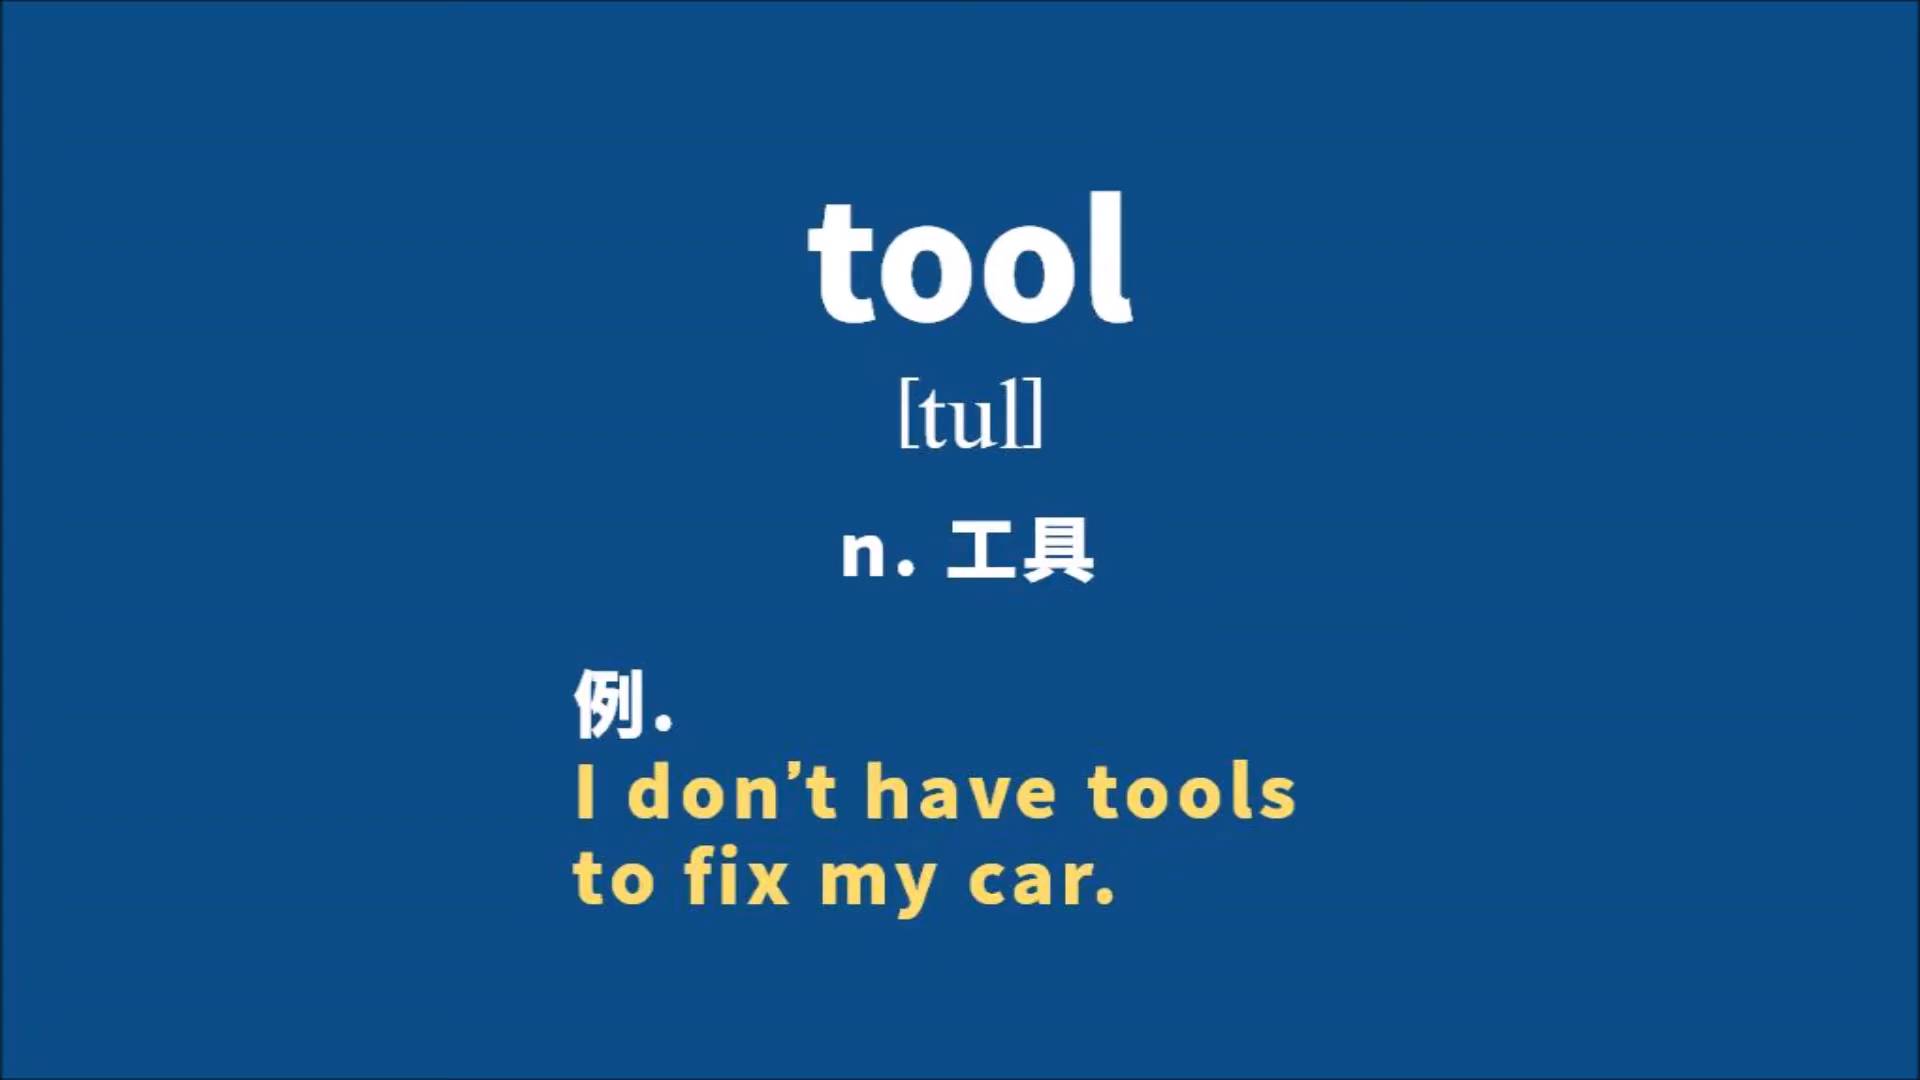 tool
[tul]
n. 工具
例.
I don’t have tools
to fix my car.